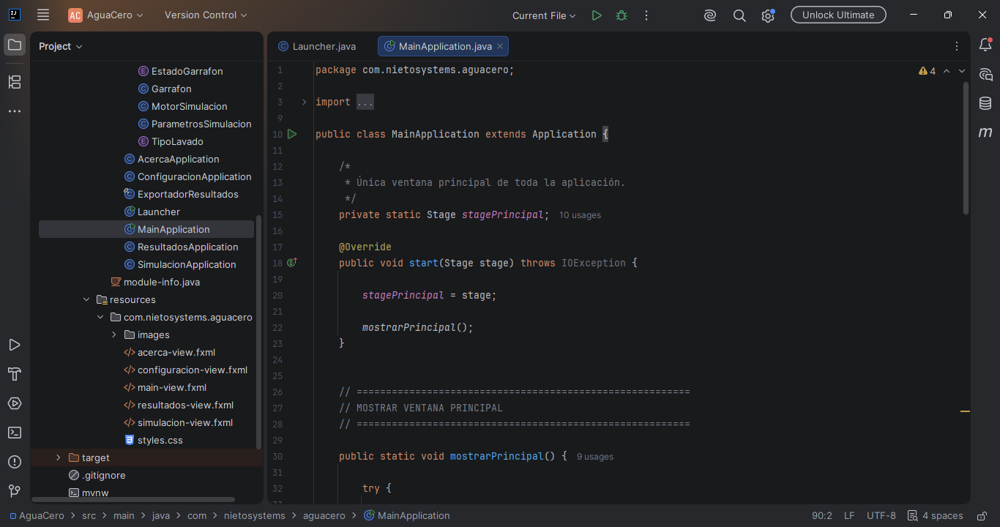 AC AguaCero Version Control Current File Unlock Ultimate
Project
EstadoGarrafon
Garrafon
MotorSimulacion
ParametrosSimulacion
TipoLavado
AcercaApplication
ConfiguracionApplication
ExportadorResultados
Launcher
MainApplication
ResultadosApplication
SimulacionApplication
module-info.java
resources
com.nietosystems.aguacero
images
acerca-view.fxml
configuracion-view.fxml
main-view.fxml
resultados-view.fxml
simulacion-view.fxml
styles.css
target
.gitignore
mvnw
Launcher.java MainApplication.java
4
1 package com.nietosystems.aguacero;
2
3 import ...
9
10 public class MainApplication extends Application {
11
12 /*
13 * Única ventana principal de toda la aplicación.
14 */
15 private static Stage stagePrincipal; 10 usages
16
17 @Override
18 public void start(Stage stage) throws IOException {
19
20 stagePrincipal = stage;
21
22 mostrarPrincipal();
23 }
24
25
26 // =========================================================
27 // MOSTRAR VENTANA PRINCIPAL
28 // =========================================================
29
30 public static void mostrarPrincipal() { 9 usages
31
32 try {
AguaCero > src > main > java > com > nietosystems > aguacero > MainApplication 90:2 LF UTF-8 4 spaces